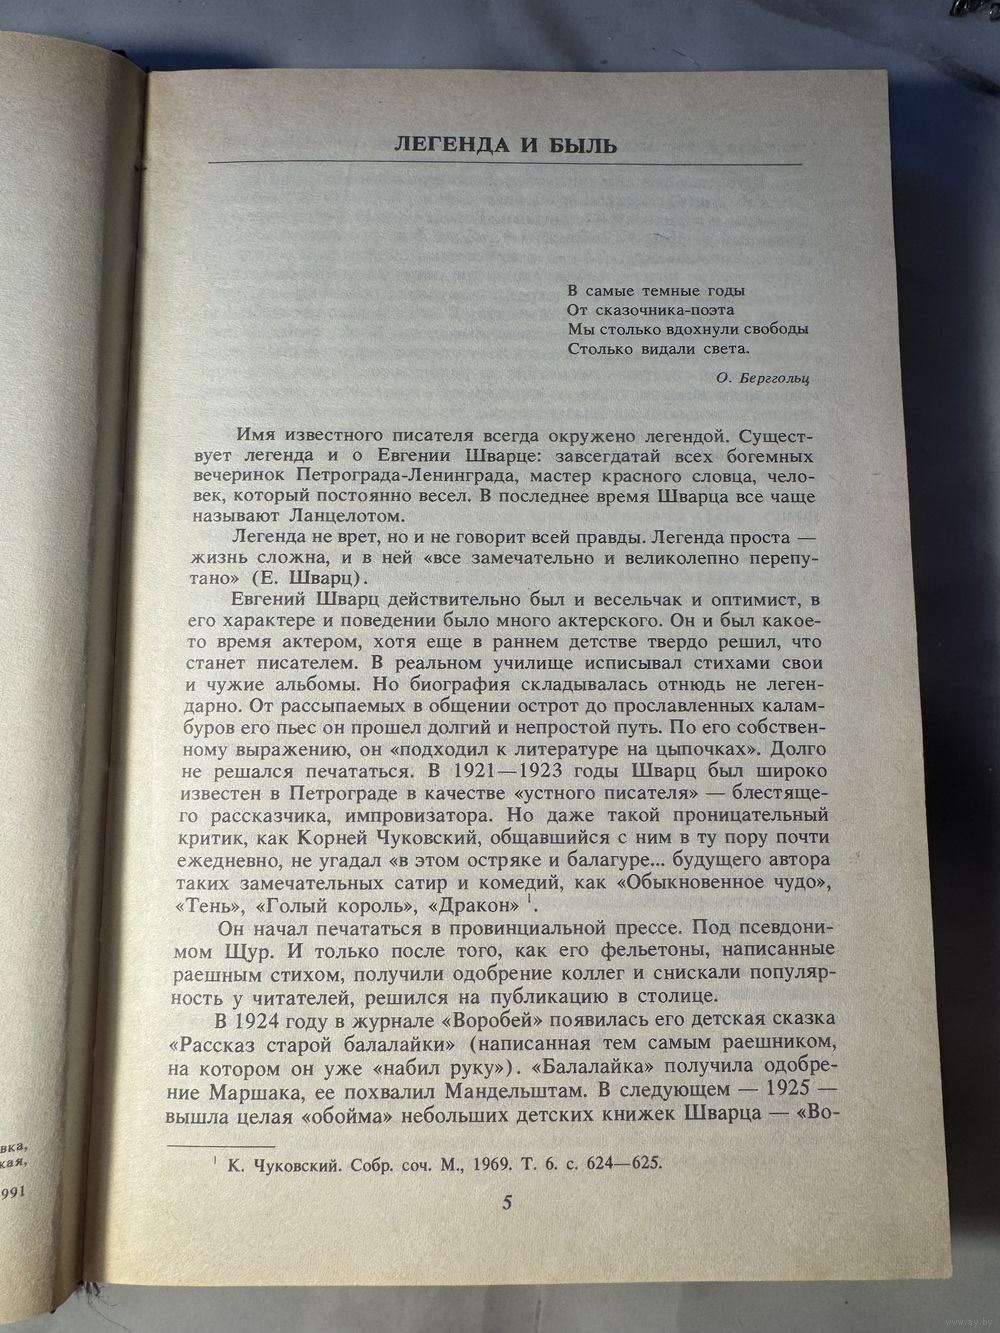 ЛЕГЕНДА И БЫЛЬ
В самые темные годы
От сказочника-поэта
Мы столько вдохнули свободы
Столько видали света.
О. Берггольц
Имя известного писателя всегда окружено легендой. Сущест-
вует легенда и о Евгении Шварце: завсегдатай всех богемных
вечеринок Петрограда-Ленинграда, мастер красного словца, чело-
век, который постоянно весел. В последнее время Шварца все чаще
называют Ланцелотом.
Легенда не врет, но и не говорит всей правды. Легенда проста —
жизнь сложна, и в ней «все замечательно и великолепно перепу-
тано» (Е. Шварц).
Евгений Шварц действительно был и весельчак и оптимист, в
его характере и поведении было много актерского. Он и был какое-
то время актером, хотя еще в раннем детстве твердо решил, что
станет писателем. В реальном училище исписывал стихами свои
и чужие альбомы. Но биография складывалась отнюдь не леген-
дарно. От рассыпаемых в общении острот до прославленных калам-
буров его пьес он прошел долгий и непростой путь. По его собствен-
ному выражению, он «подходил к литературе на цыпочках». Долго
не решался печататься. В 1921—1923 годы Шварц был широко
известен в Петрограде в качестве «устного писателя» — блестяще-
го рассказчика, импровизатора. Но даже такой проницательный
критик, как Корней Чуковский, общавшийся с ним в ту пору почти
ежедневно, не угадал «в этом остряке и балагуре... будущего автора
таких замечательных сатир и комедий, как «Обыкновенное чудо»,
«Тень», «Голый король», «Дракон» 1.
Он начал печататься в провинциальной прессе. Под псевдони-
мом Щур. И только после того, как его фельетоны, написанные
раешным стихом, получили одобрение коллег и снискали популяр-
ность у читателей, решился на публикацию в столице.
В 1924 году в журнале «Воробей» появилась его детская сказка
«Рассказ старой балалайки» (написанная тем самым раешником,
на котором он уже «набил руку»). «Балалайка» получила одобре-
ние Маршака, ее похвалил Мандельштам. В следующем — 1925 —
вышла целая «обойма» небольших детских книжек Шварца — «Во-
1 К. Чуковский. Собр. соч. М., 1969. Т. 6. с. 624—625.
5
вка,
кая,
991
www.ay.by